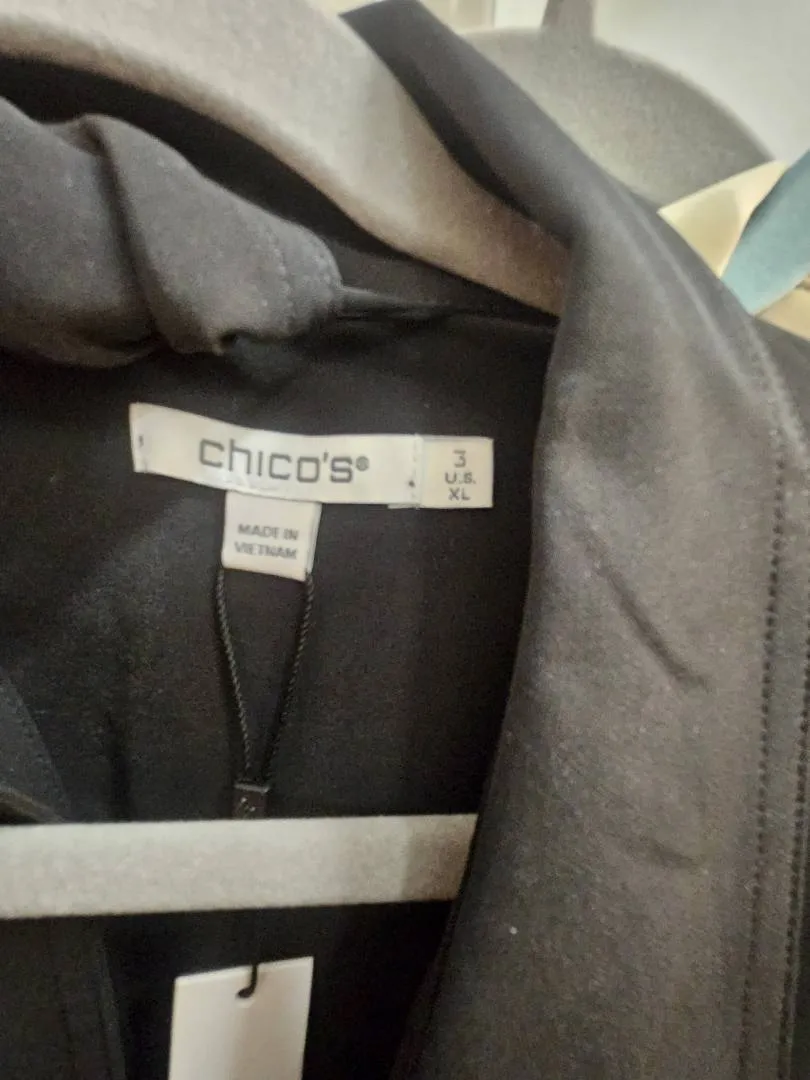 chico's®
3
U.S.
XL
MADE IN
VIETNAM